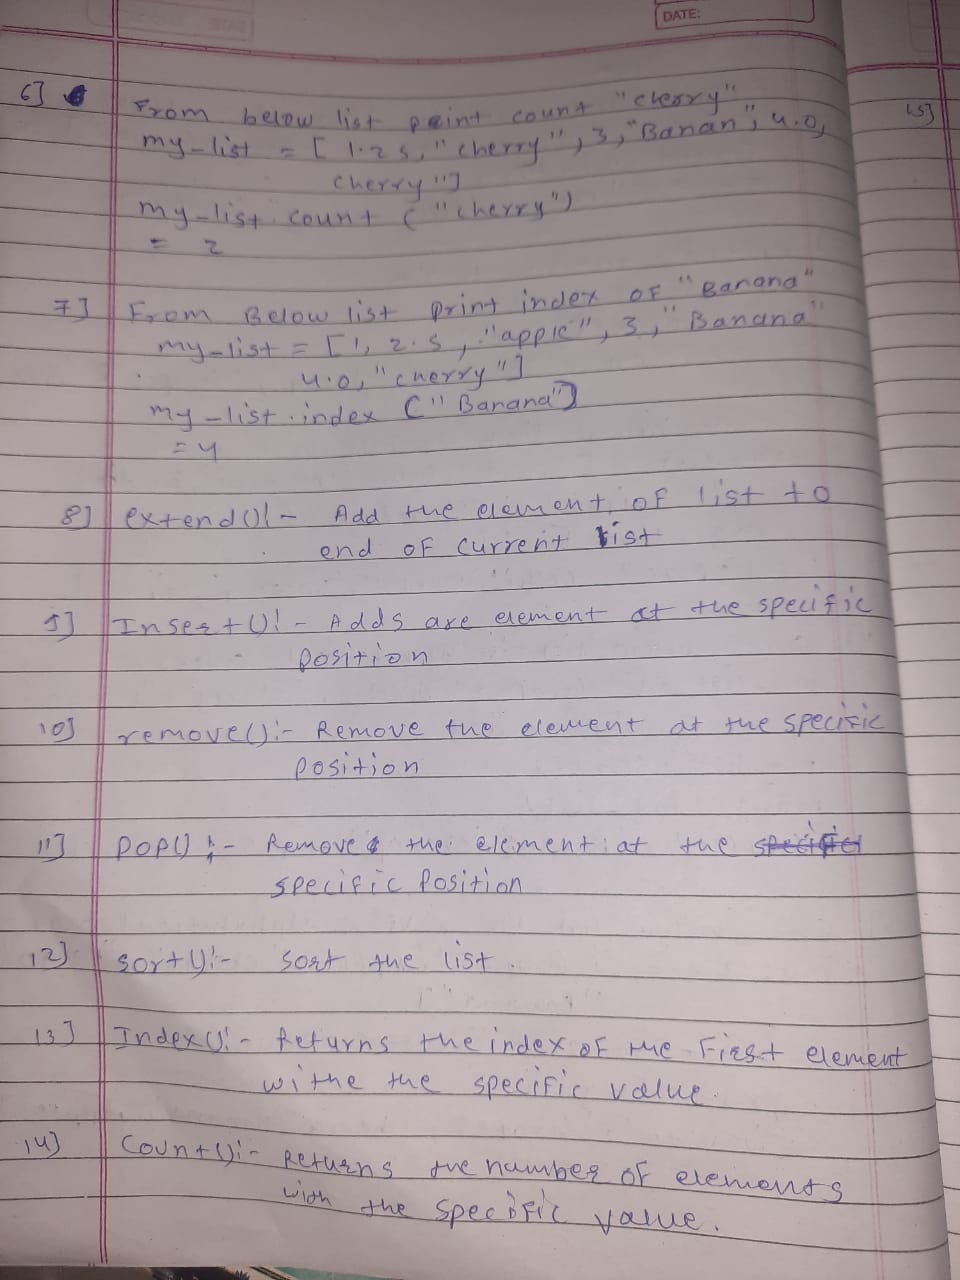 DATE:
6]
From below list print count "cherry"
my-list = [ 1.2 5, "cherry", 3, "Banan", 4.0,
cherry"]
my-list. count ("cherry")
= 2
7] From Below list print index OF "Banana"
my-list = [1, 2.5, "apple", 3, "Banana"
4.0, "cherry"]
my-list.index ("Banana")
= 4
8] extend():- Add the element of list to
end of current list
9] Insert():- Adds are element at the specific
position
10] remove():- Remove the element at the specific
position
11] POP():- Remove the element at the specific
specific Position
12] sort():- sort the list.
13] Index():- Returns the index of the First element
withe the specific value.
14] Count():- Returns the number of elements
with the specific value.
15]